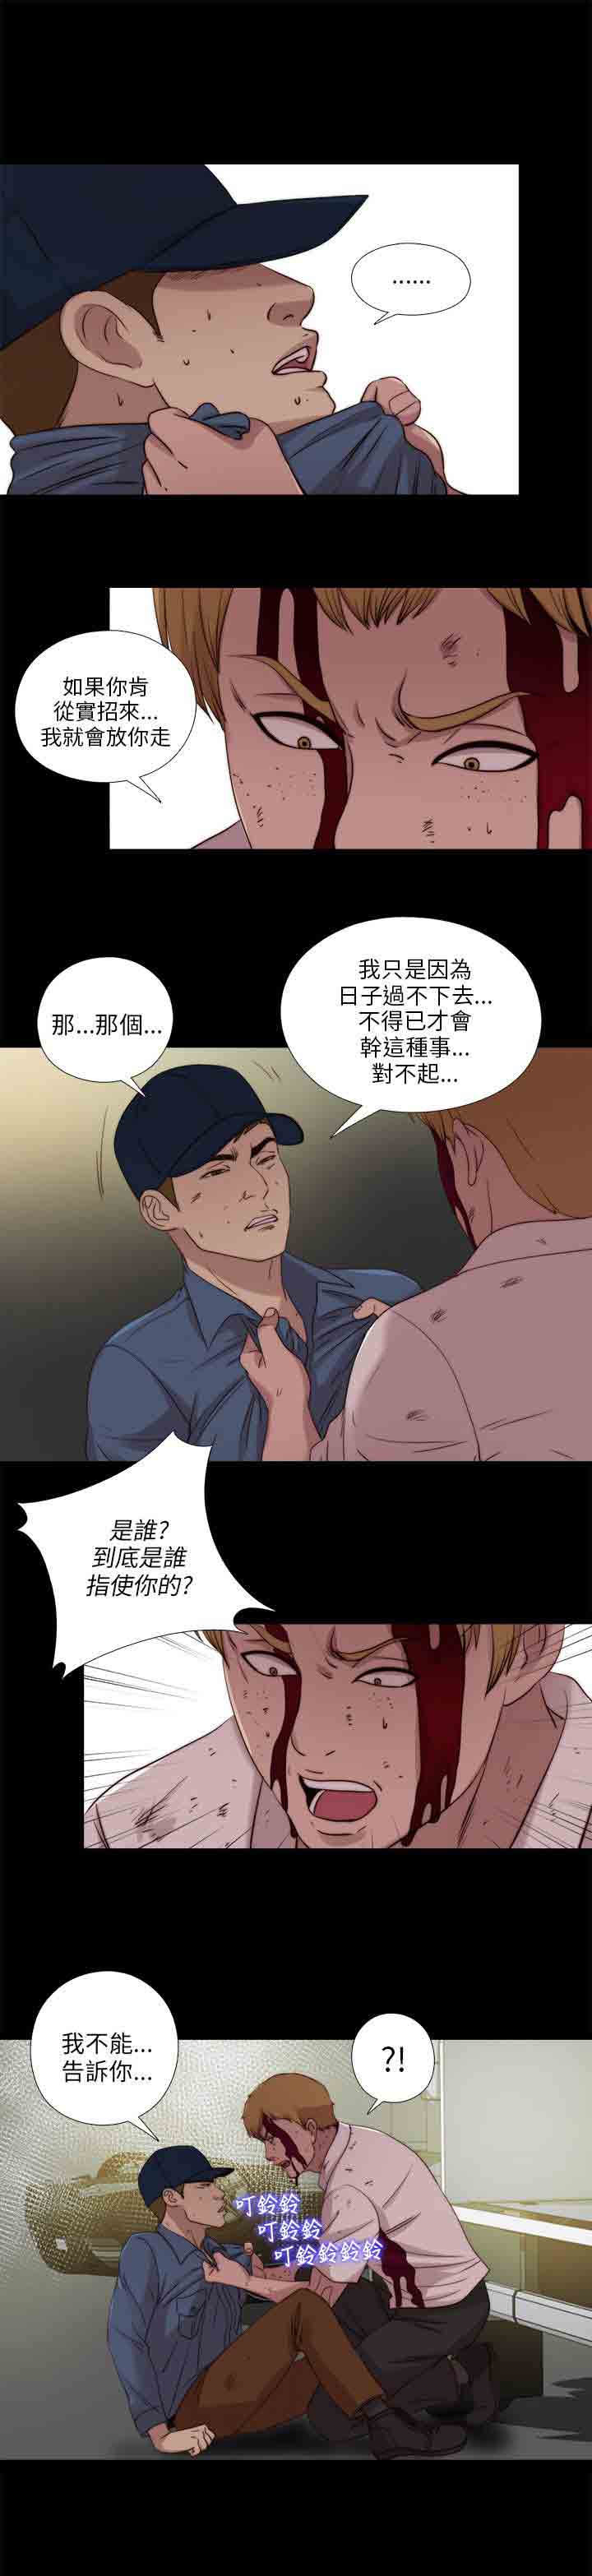 ......
如果你肯
從實招來...
我就會放你走
那...那個...
我只是因為
日子過不下去...
不得已才會
幹這種事...
對不起...
是誰?
到底是誰
指使你的?
我不能...
告訴你...
?!
叮鈴鈴
叮鈴鈴
叮鈴鈴鈴鈴